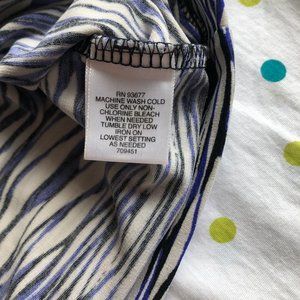 RN 93677
MACHINE WASH COLD
USE ONLY NON-
CHLORINE BLEACH
WHEN NEEDED
TUMBLE DRY LOW
IRON ON
LOWEST SETTING
AS NEEDED
709451